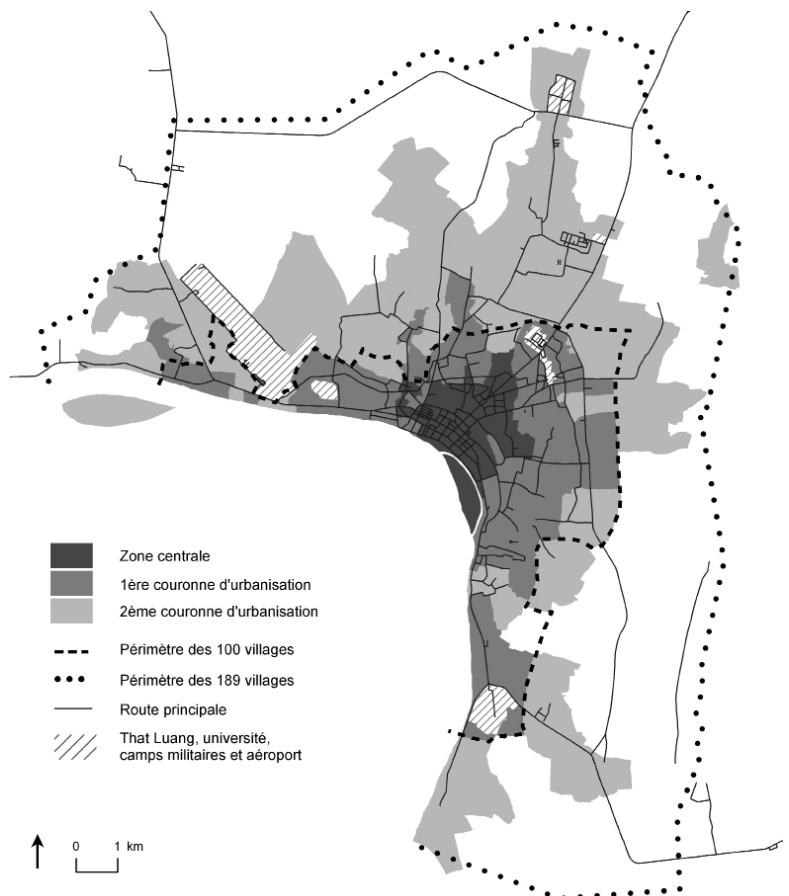 Zone centrale
1ère couronne d'urbanisation
2ème couronne d'urbanisation
Périmètre des 100 villages
Périmètre des 189 villages
Route principale
That Luang, université,
camps militaires et aéroport
0 1 km